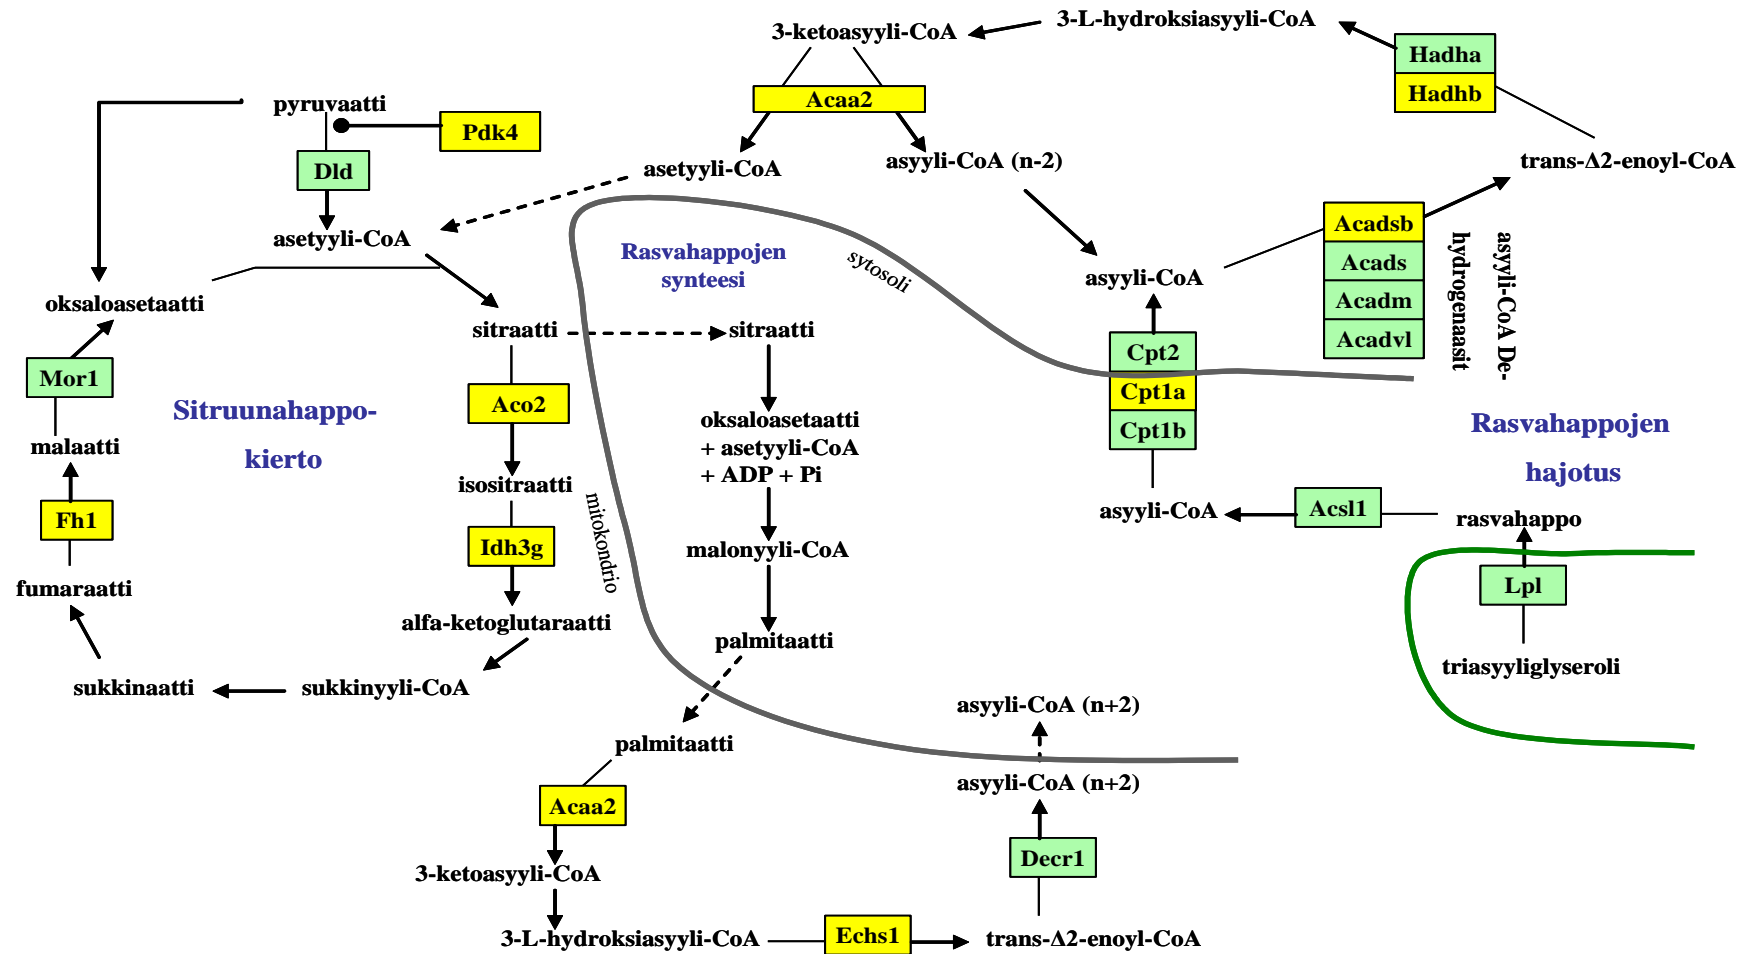 3-ketoasyyli-CoA
3-L-hydroksiasyyli-CoA
Hadha
Hadhb
Acaa2
pyruvaatti
Pdk4
Dld
asetyyli-CoA
asyyli-CoA (n-2)
trans-Δ2-enoyl-CoA
asetyyli-CoA
Rasvahappojen
synteesi
sytosoli
asyyli-CoA
Acadsb
Acads
Acadm
Acadvl
asyyli-CoA De-
hydrogenaasit
oksaloasetaatti
sitraatti
sitraatti
Cpt2
Cpt1a
Cpt1b
Mor1
Sitruunahappo-
kierto
Aco2
oksaloasetaatti
+ asetyyli-CoA
+ ADP + Pi
Rasvahappojen
hajotus
malaatti
isositraatti
mitokondrio
asyyli-CoA
Acsl1
rasvahappo
Fh1
Idh3g
malonyyli-CoA
Lpl
fumaraatti
alfa-ketoglutaraatti
palmitaatti
triasyyliglyseroli
sukkinaatti
sukkinyyli-CoA
asyyli-CoA (n+2)
palmitaatti
asyyli-CoA (n+2)
Acaa2
Decr1
3-ketoasyyli-CoA
3-L-hydroksiasyyli-CoA
Echs1
trans-Δ2-enoyl-CoA